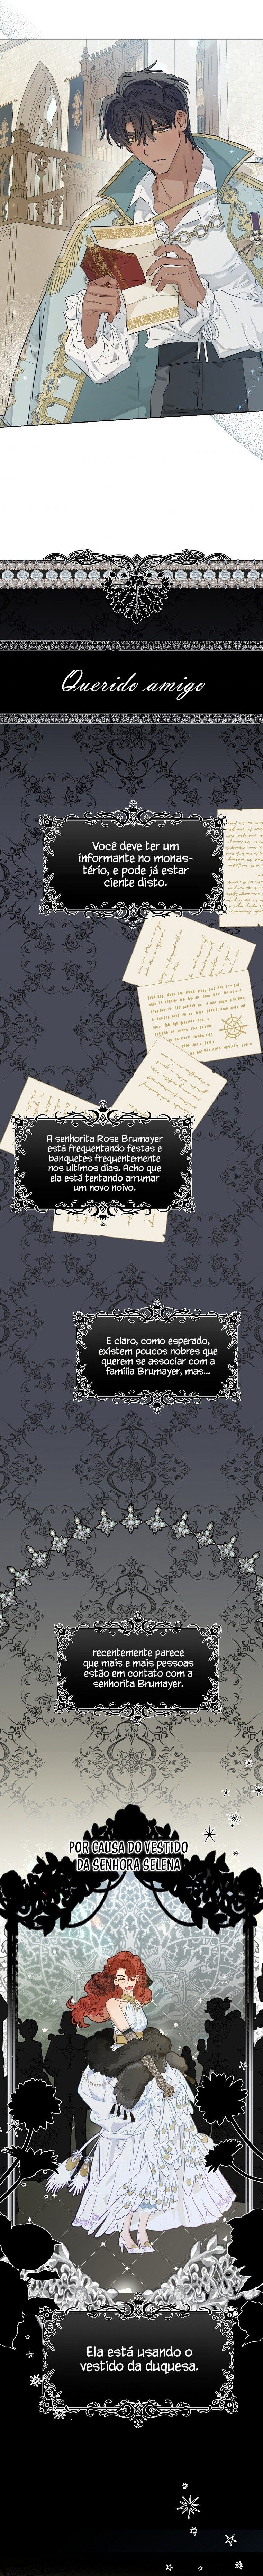 Querido amigo
Você deve ter um
informante no monas-
tério, e pode já estar
ciente disto.
A senhorita Rose Brumayer
está frequentando festas e
banquetes frequentemente
nos ultimos dias. Acho que
ela está tentando arrumar
um novo noivo.
E claro, como esperado,
existem poucos nobres que
querem se associar com a
família Brumayer, mas...
recentemente parece
que mais e mais pessoas
estão em contato com a
senhorita Brumayer.
POR CAUSA DO VESTIDO
DA SENHORA SELENA
Ela está usando o
vestido da duquesa.